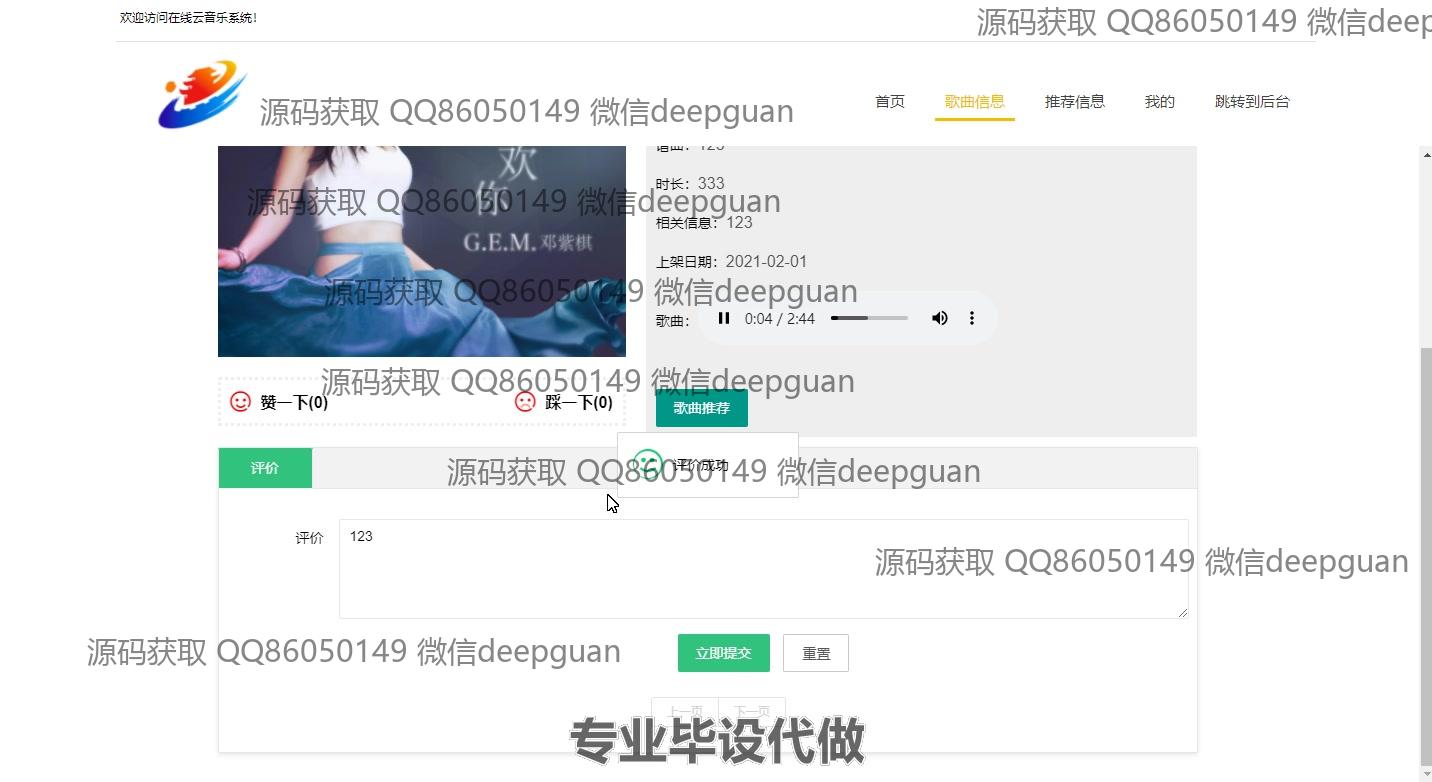 欢迎访问在线云音乐系统!
源码获取 QQ86050149 微信deep
源码获取 QQ86050149 微信deepguan
首页
歌曲信息
推荐信息
我的
跳转到后台
谱曲：123
欢
你
时长：333
源码获取 QQ86050149 微信deepguan
相关信息：123
G.E.M.邓紫棋
上架日期：2021-02-01
源码获取 QQ86050149 微信deepguan
歌曲：
0:04 / 2:44
源码获取 QQ86050149 微信deepguan
赞一下(0)
踩一下(0)
歌曲推荐
评价
评价成功
源码获取 QQ86050149 微信deepguan
评价
123
源码获取 QQ86050149 微信deepguan
源码获取 QQ86050149 微信deepguan
立即提交
重置
上一页
下一页
专业毕设代做